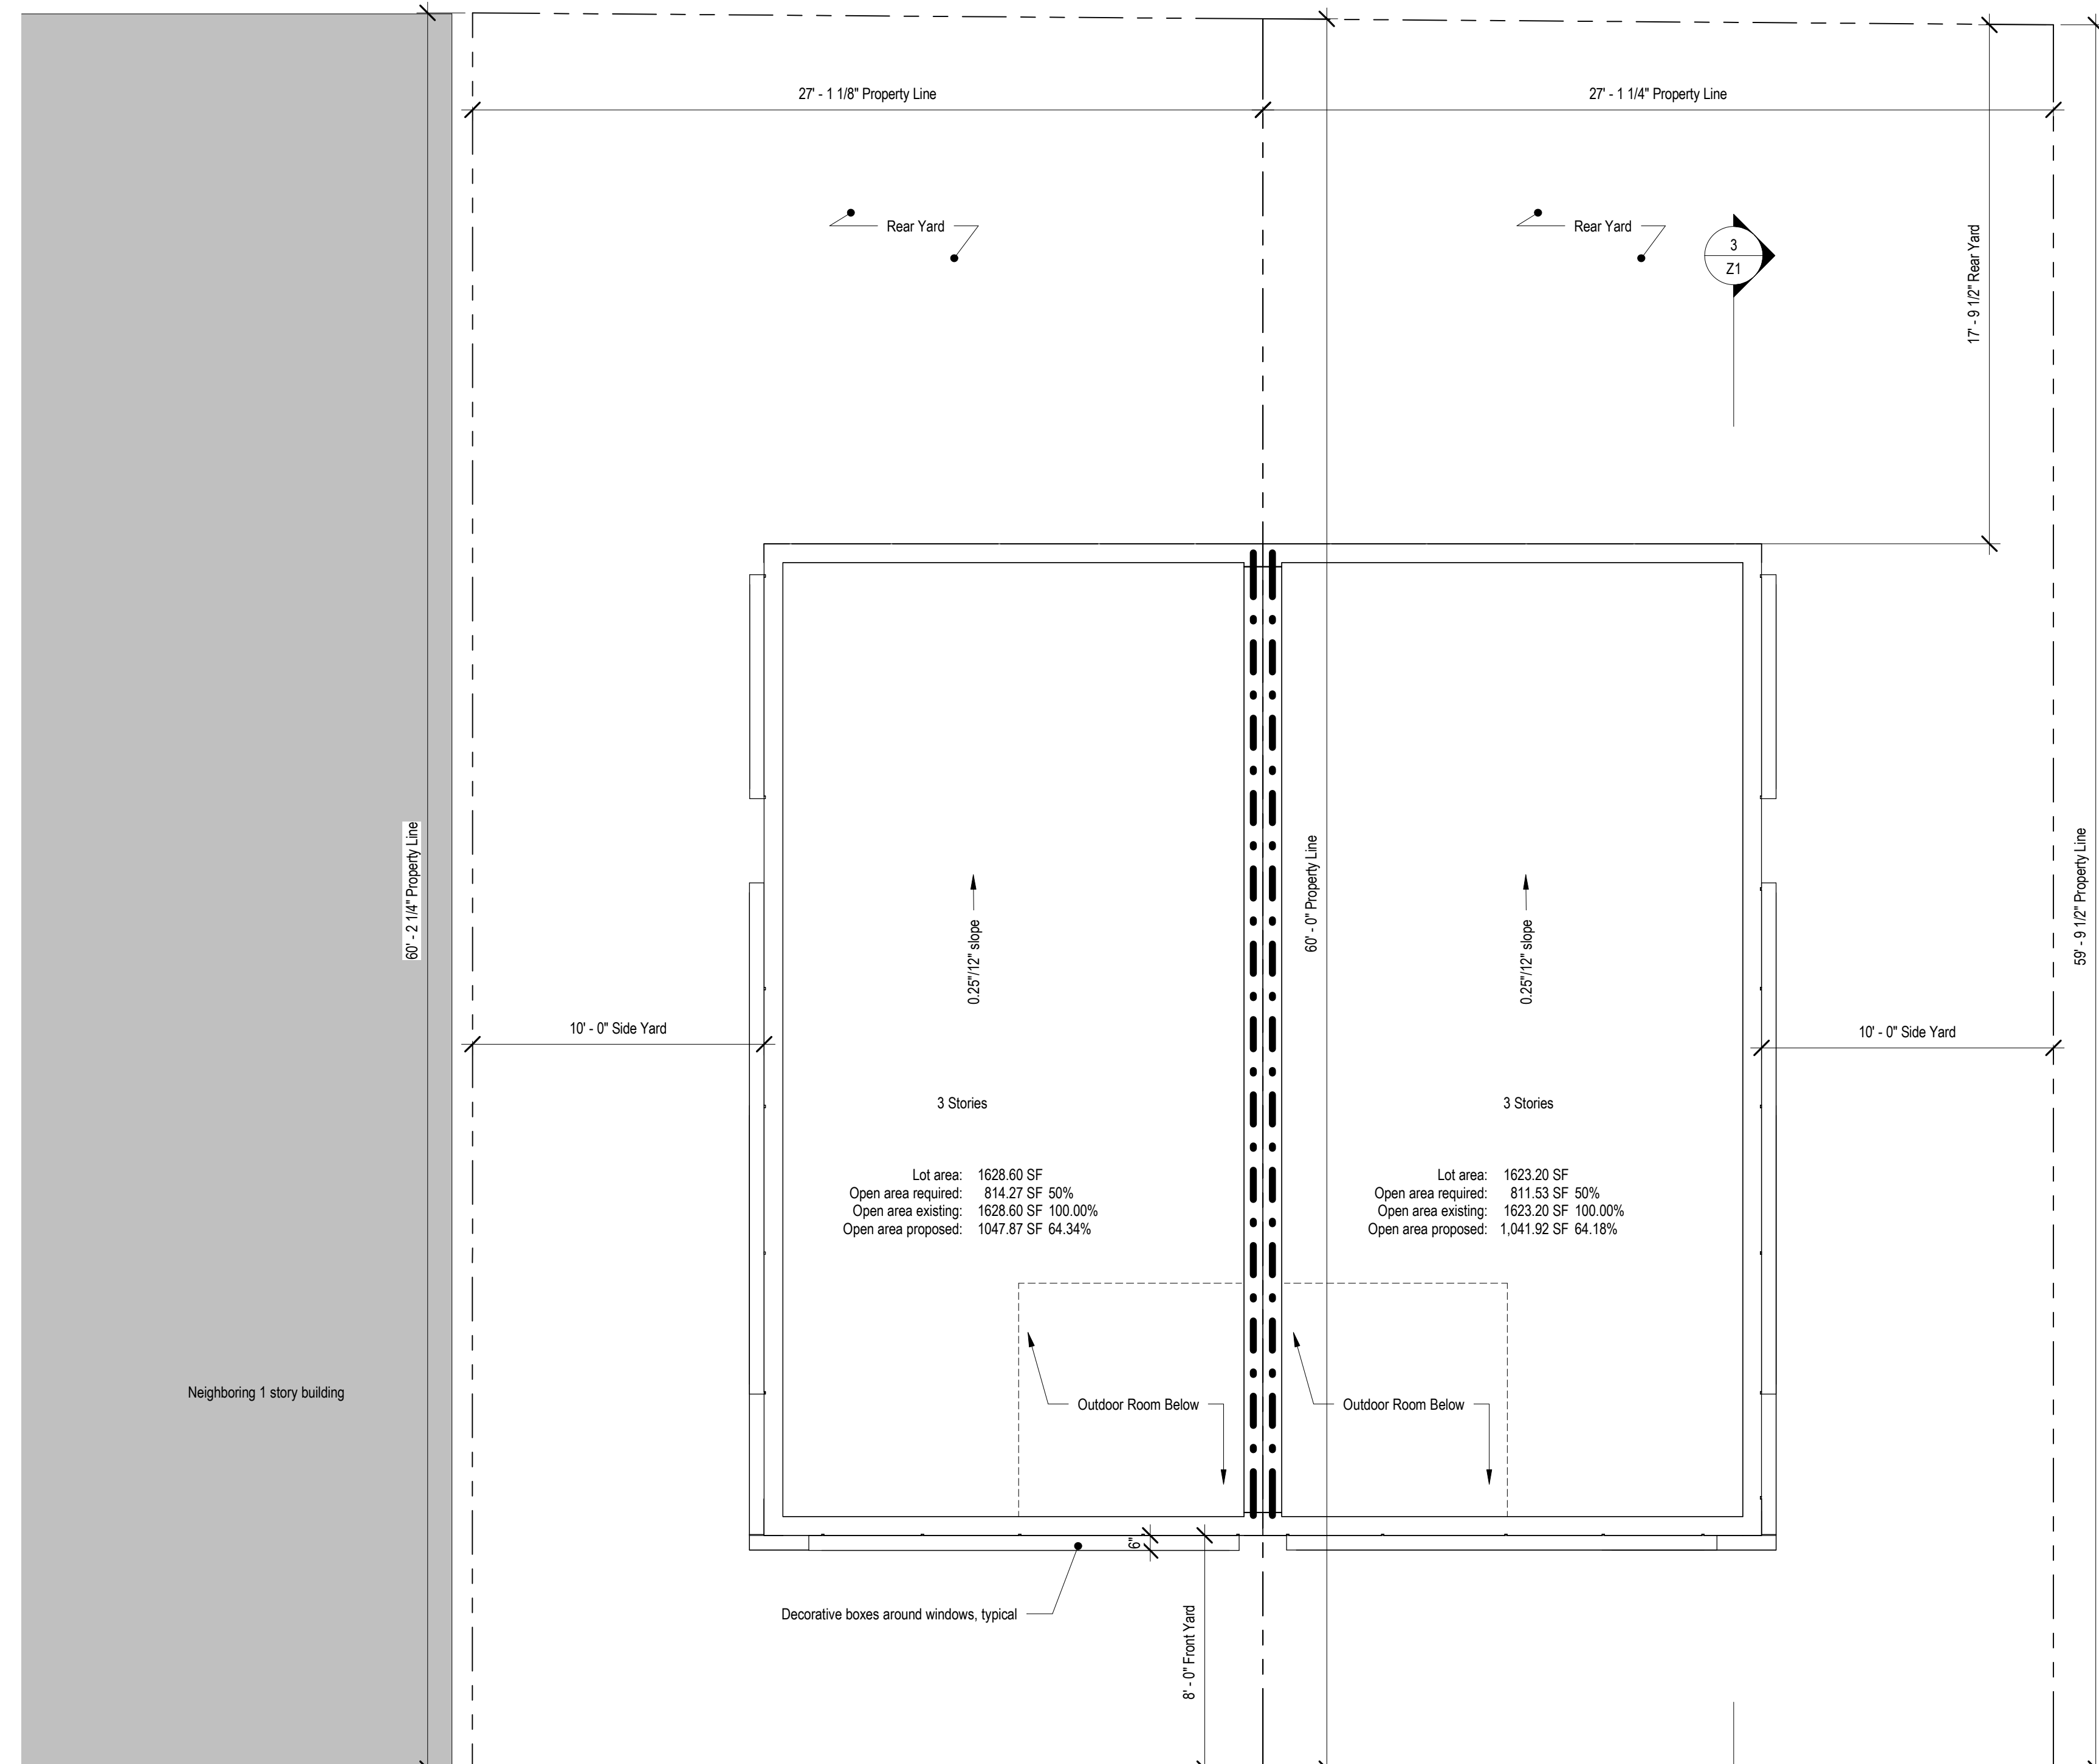 27' - 1 1/8" Property Line
27' - 1 1/4" Property Line
Rear Yard
Rear Yard
3
Z1
17' - 9 1/2" Rear Yard
60' - 2 1/4" Property Line
60' - 0" Property Line
59' - 9 1/2" Property Line
0.25"/12" slope
0.25"/12" slope
10' - 0" Side Yard
10' - 0" Side Yard
3 Stories
3 Stories
Lot area: 1628.60 SF
Open area required: 814.27 SF 50%
Open area existing: 1628.60 SF 100.00%
Open area proposed: 1047.87 SF 64.34%
Lot area: 1623.20 SF
Open area required: 811.53 SF 50%
Open area existing: 1623.20 SF 100.00%
Open area proposed: 1,041.92 SF 64.18%
Neighboring 1 story building
Outdoor Room Below
Outdoor Room Below
6"
Decorative boxes around windows, typical
8' - 0" Front Yard